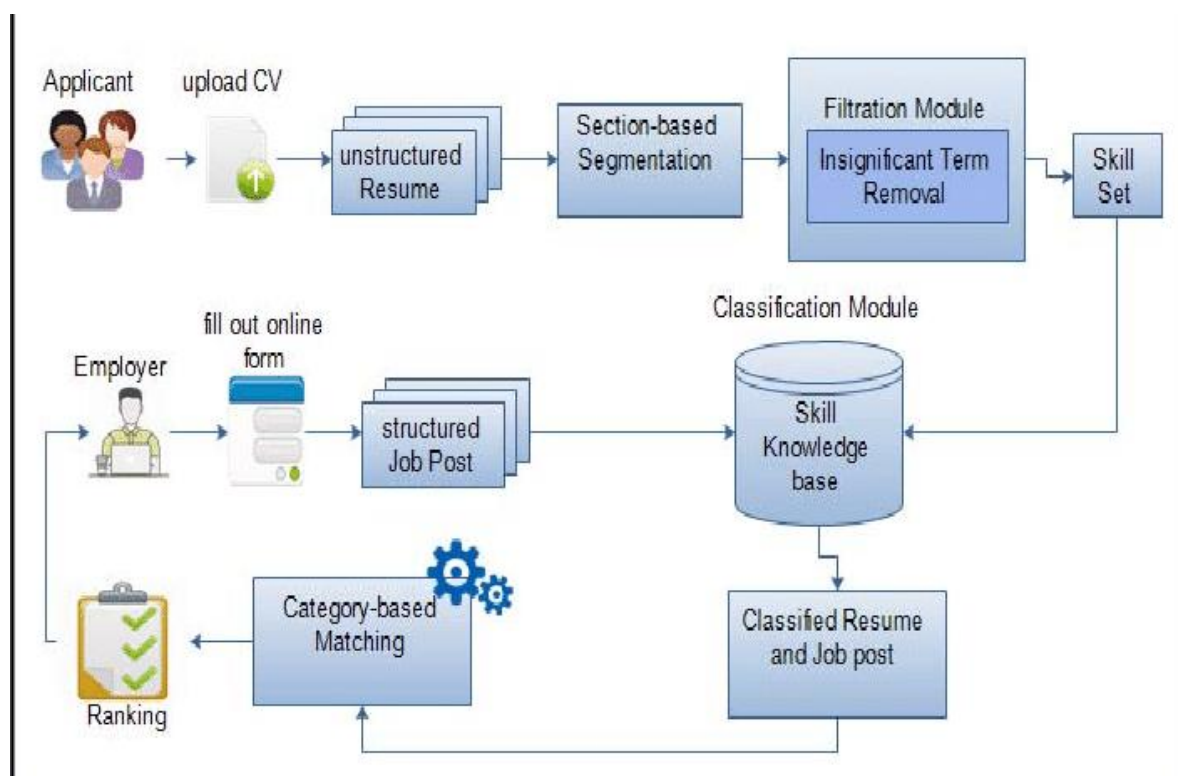 Applicant
upload CV
unstructured
Resume
Section-based
Segmentation
Filtration Module
Insignificant Term
Removal
Skill
Set
Employer
fill out online
form
structured
Job Post
Classification Module
Skill
Knowledge
base
Classified Resume
and Job post
Category-based
Matching
Ranking